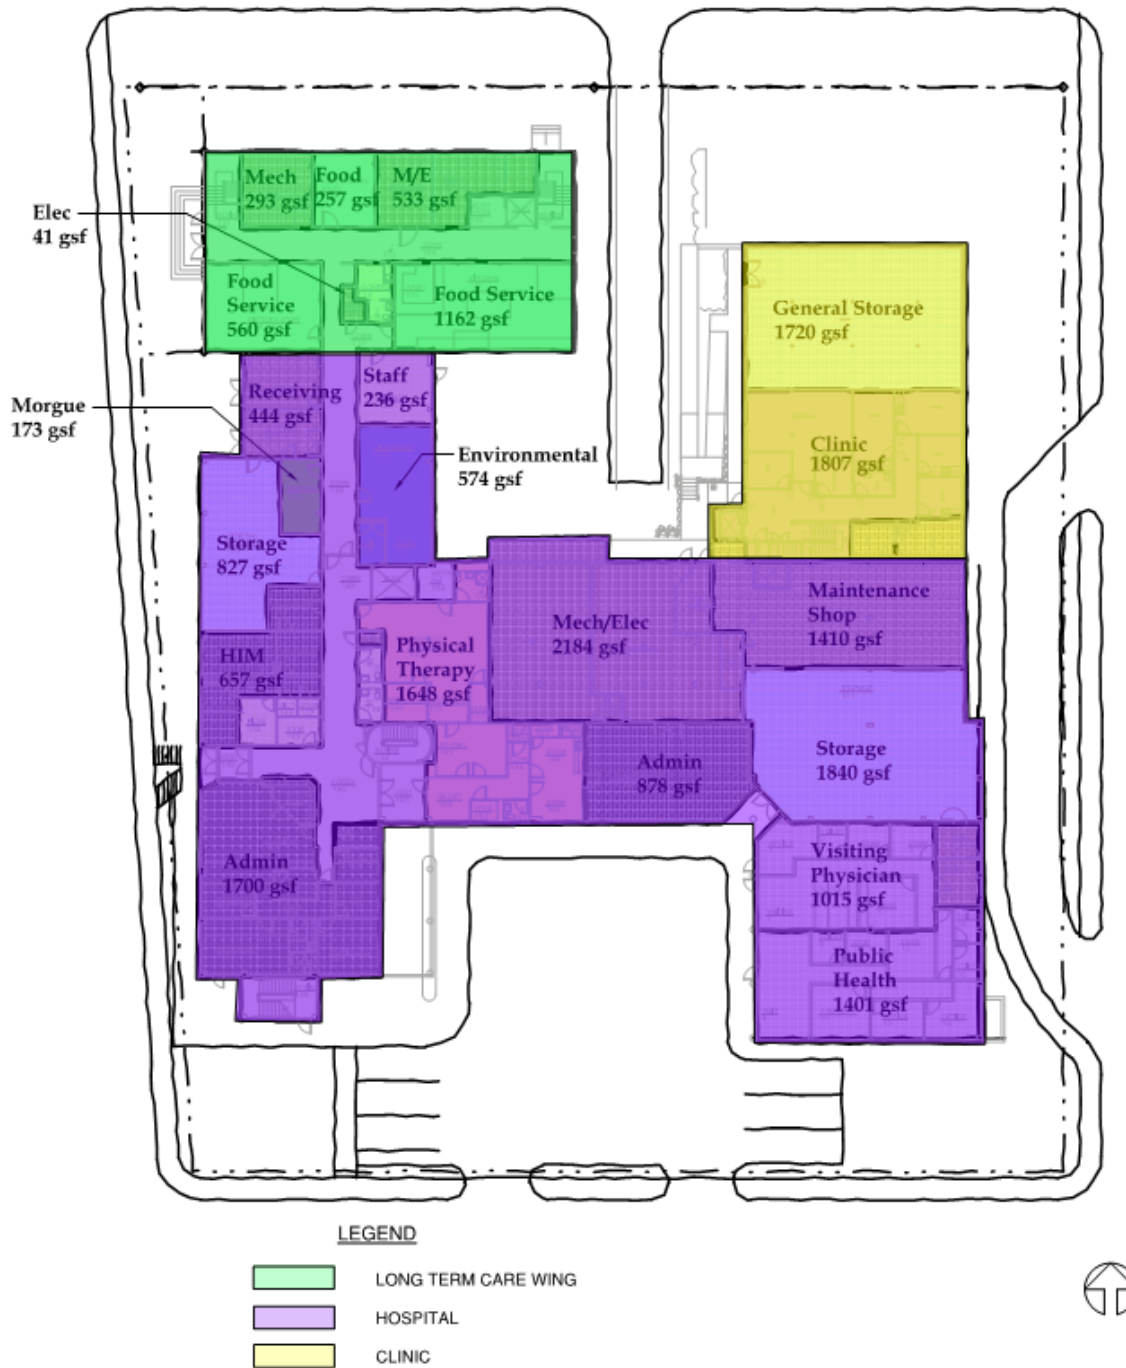 Mech
293 gsf
Food
257 gsf
M/E
533 gsf
Elec
41 gsf
Food
Service
560 gsf
Food Service
1162 gsf
General Storage
1720 gsf
Receiving
444 gsf
Staff
236 gsf
Morgue
173 gsf
Environmental
574 gsf
Clinic
1807 gsf
Storage
827 gsf
Mech/Elec
2184 gsf
Maintenance
Shop
1410 gsf
HIM
657 gsf
Physical
Therapy
1648 gsf
Admin
878 gsf
Storage
1840 gsf
Admin
1700 gsf
Visiting
Physician
1015 gsf
Public
Health
1401 gsf
LEGEND
LONG TERM CARE WING
HOSPITAL
CLINIC